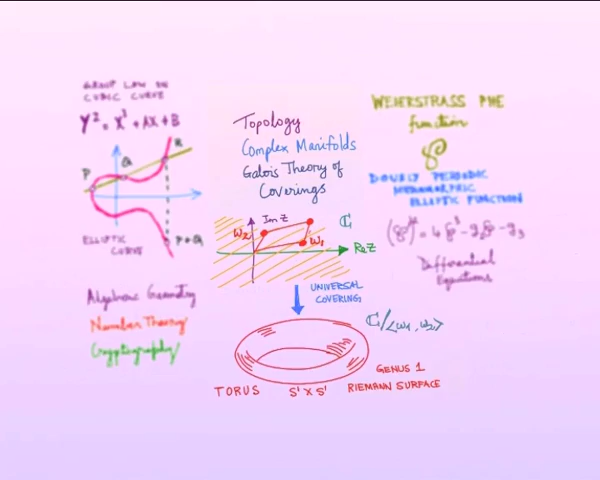 GROUP LAW ON
CUBIC CURVE
Y² = X³ + AX + B
R
Q
P
P+Q
ELLIPTIC
CURVE
Algebraic Geometry
Number Theory
Cryptography
Topology
Complex Manifolds
Galois Theory of
Coverings
Im Z
ℂ
ω₂
ω₁
Re Z
UNIVERSAL
COVERING
ℂ/<ω₁, ω₂>
GENUS 1
TORUS S¹ X S¹ RIEMANN SURFACE
WEIERSTRASS PHE
function
℘
DOUBLY PERIODIC
MEROMORPHIC
ELLIPTIC FUNCTION
(℘')² = 4℘³ - g₂℘ - g₃
Differential
Equations